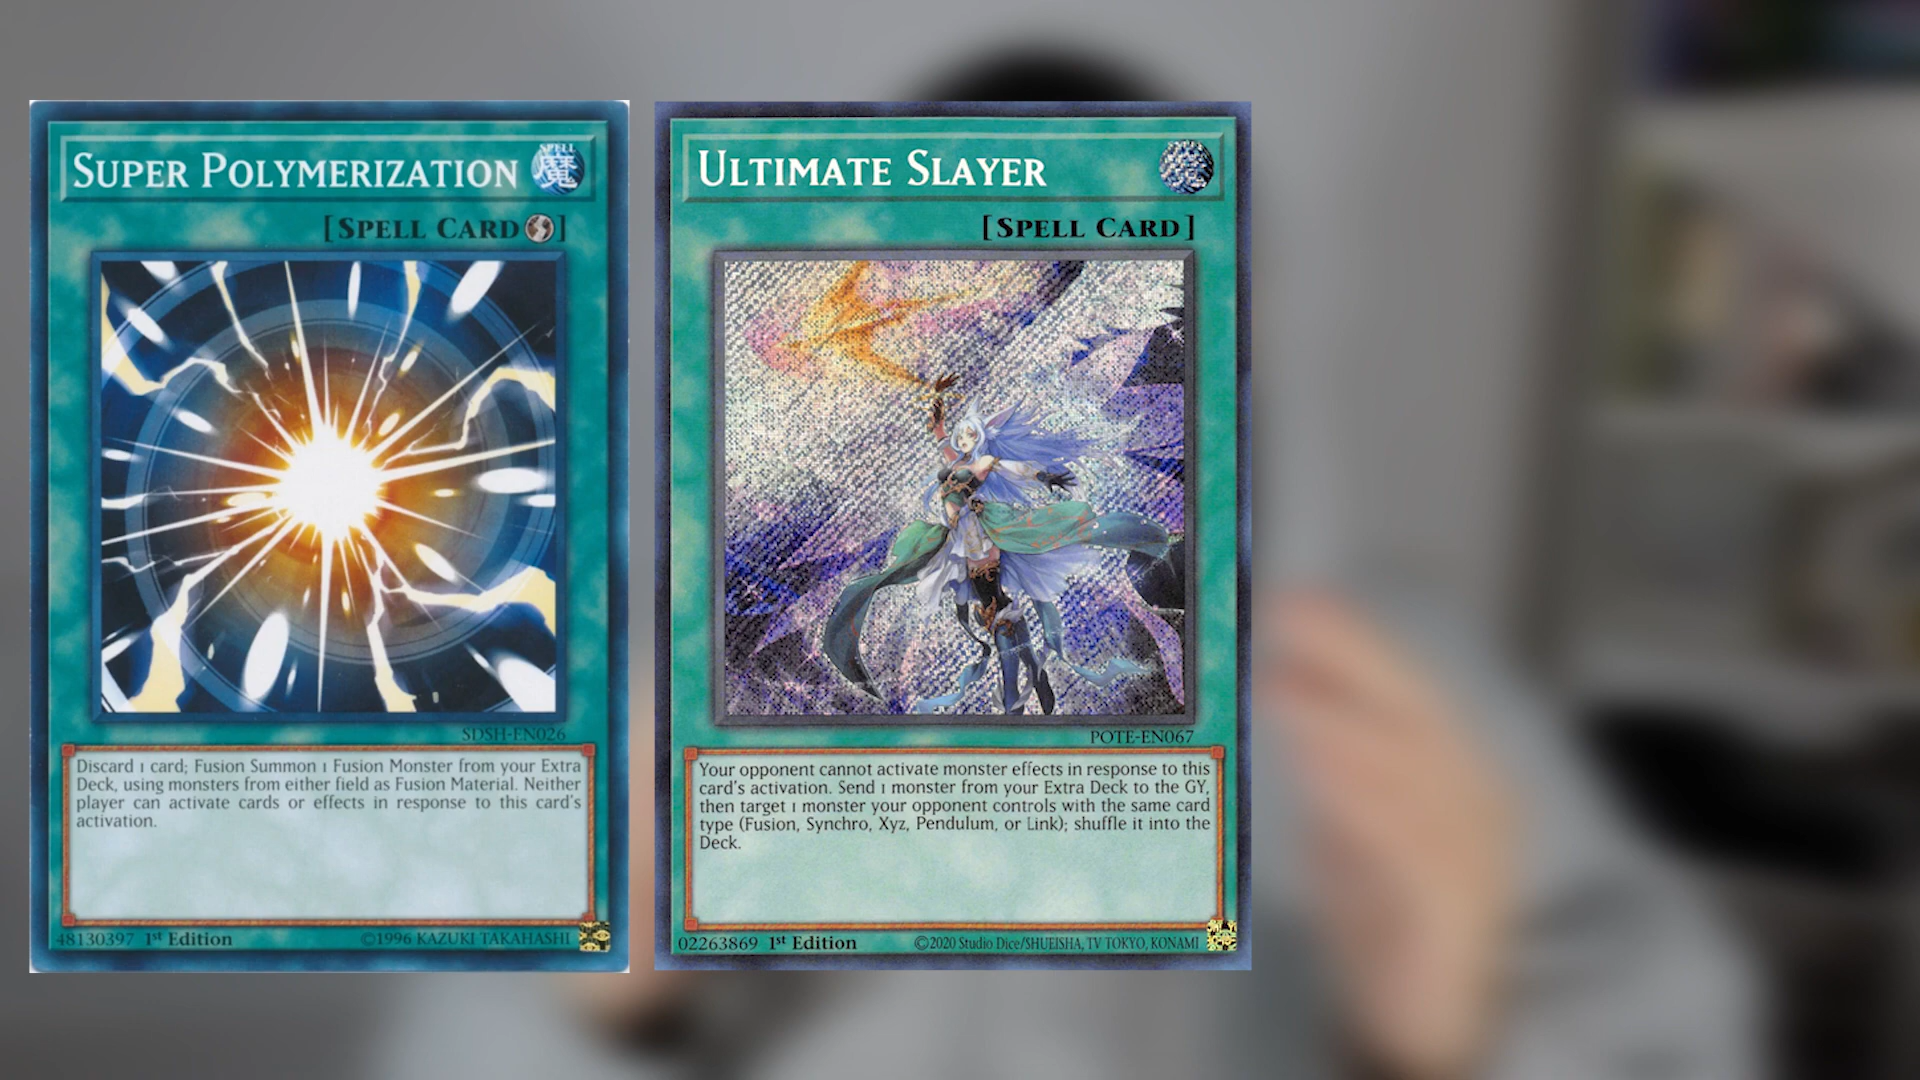 SUPER POLYMERIZATION
SPELL
魔
[SPELL CARD]
SDSH-EN026
Discard 1 card; Fusion Summon 1 Fusion Monster from your Extra
Deck, using monsters from either field as Fusion Material. Neither
player can activate cards or effects in response to this card's
activation.
48130397 1st Edition ©1996 KAZUKI TAKAHASHI
ULTIMATE SLAYER
[SPELL CARD]
POTE-EN067
Your opponent cannot activate monster effects in response to this
card's activation. Send 1 monster from your Extra Deck to the GY,
then target 1 monster your opponent controls with the same card
type (Fusion, Synchro, Xyz, Pendulum, or Link); shuffle it into the
Deck.
02263869 1st Edition ©2020 Studio Dice/SHUEISHA, TV TOKYO, KONAMI